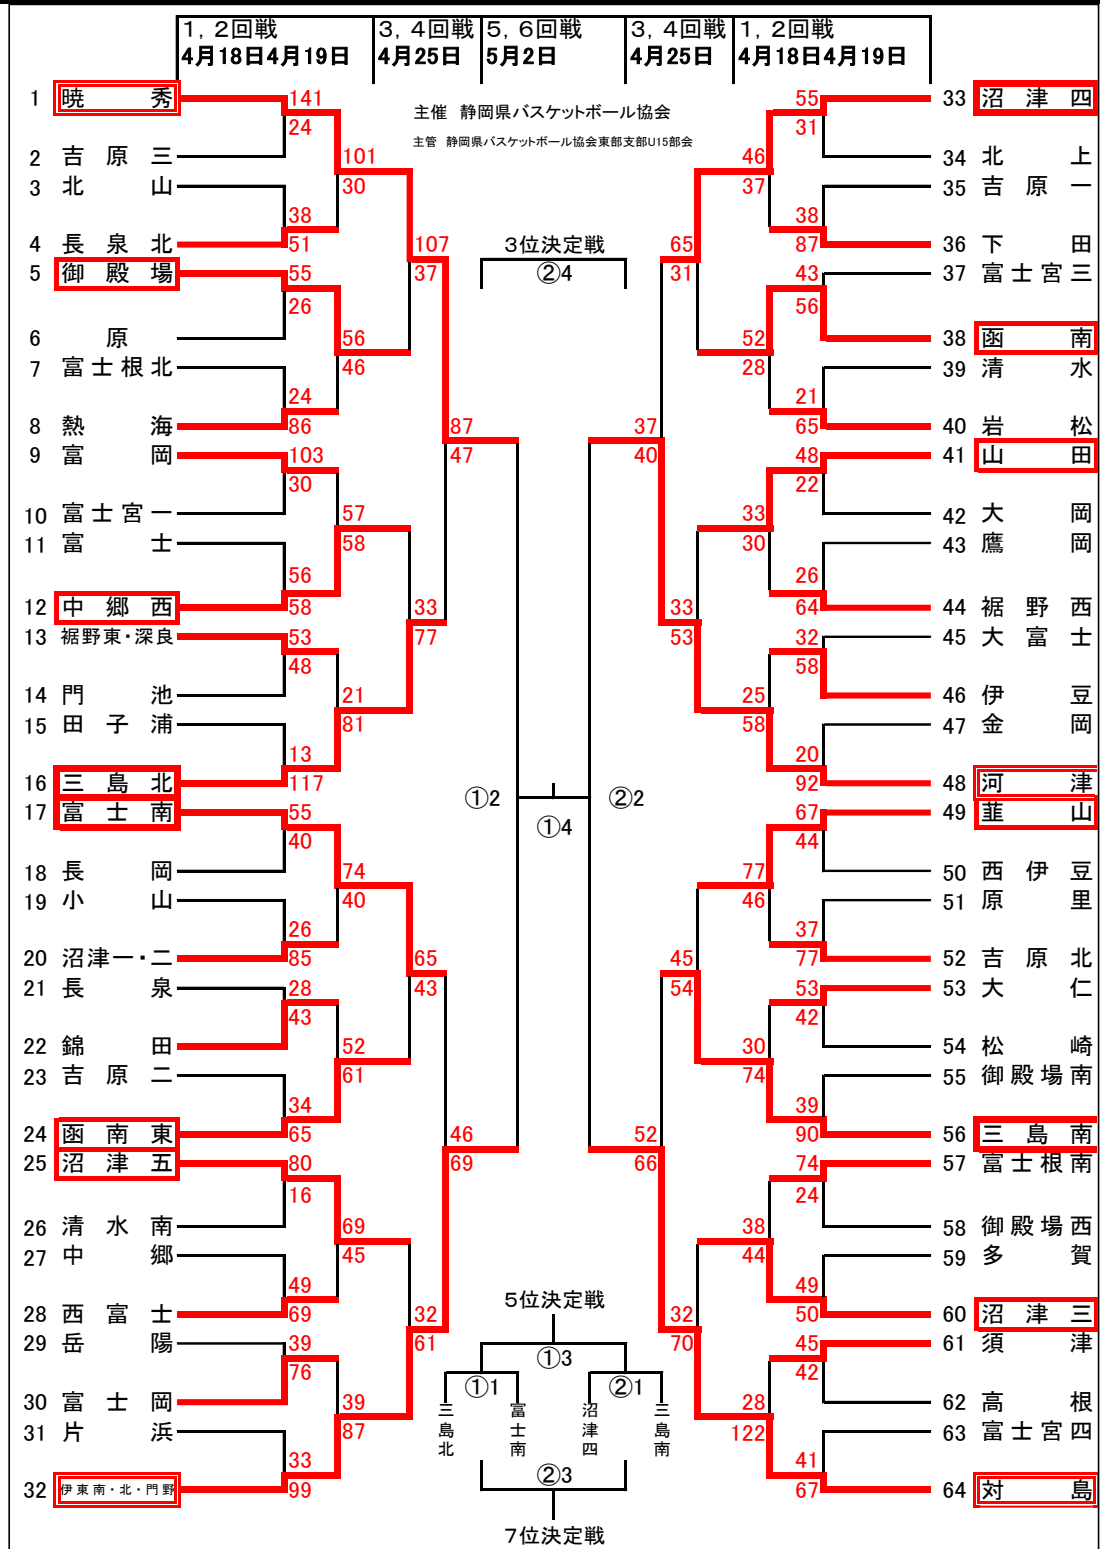 1，2回戦 3，4回戦 5，6回戦 3，4回戦 1，2回戦
4月18日4月19日 4月25日 5月2日 4月25日 4月18日4月19日
主催 静岡県バスケットボール協会
主管 静岡県バスケットボール協会東部支部U15部会
1 暁秀 141
24
2 吉原三
101
30
3 北山
38
4 長泉北 51
107
37
5 御殿場 55
26
6 原
56
46
7 富士根北
24
8 熱海 86
87
47
9 富岡 103
30
10 富士宮一
57
58
11 富士
56
12 中郷西 58
33
77
13 裾野東・深良 53
48
14 門池
21
81
15 田子浦
13
16 三島北 117
17 富士南 55
40
18 長岡
74
40
19 小山
26
20 沼津一・二 85
65
43
21 長泉 28
43
22 錦田
52
61
23 吉原二
34
24 函南東 65
46
69
25 沼津五 80
16
26 清水南
69
45
27 中郷
49
28 西富士 69
32
61
29 岳陽 39
76
30 富士岡
39
87
31 片浜
33
32 伊東南・北・門野 99
3位決定戦
②4
①2
①4
②2
5位決定戦
①3
①1
②1
三島北
富士南
沼津四
三島南
②3
7位決定戦
55 33 沼津四
31
34 北上
46
37
35 吉原一
38
87 36 下田
65
31
43 37 富士宮三
56
38 函南
52
28
39 清水
21
65 40 岩松
37
40
48 41 山田
22
42 大岡
33
30
43 鷹岡
26
64 44 裾野西
33
53
32 45 大富士
58
46 伊豆
25
58
47 金岡
20
92 48 河津
67 49 韮山
44
50 西伊豆
77
46
51 原里
37
77 52 吉原北
45
54
53 53 大仁
42
54 松崎
30
74
55 御殿場南
39
90 56 三島南
52
66
74 57 富士根南
24
58 御殿場西
38
44
59 多賀
49
50 60 沼津三
32
70
45 61 須津
42
62 高根
28
122
63 富士宮四
41
67 64 対島